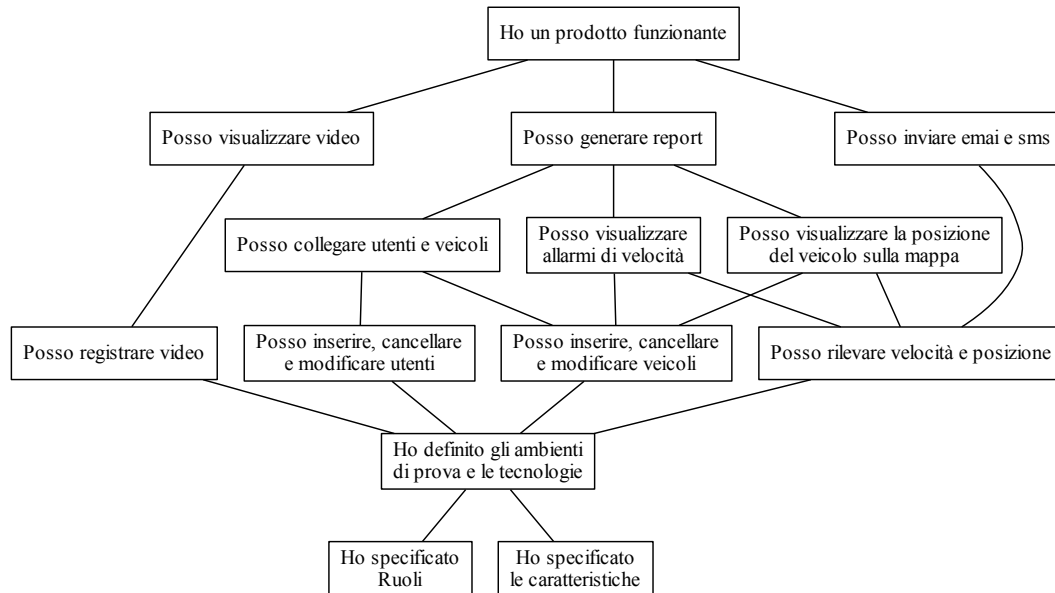 Ho un prodotto funzionante
Posso visualizzare video
Posso generare report
Posso inviare emai e sms
Posso collegare utenti e veicoli
Posso visualizzare
allarmi di velocità
Posso visualizzare la posizione
del veicolo sulla mappa
Posso registrare video
Posso inserire, cancellare
e modificare utenti
Posso inserire, cancellare
e modificare veicoli
Posso rilevare velocità e posizione
Ho definito gli ambienti
di prova e le tecnologie
Ho specificato
Ruoli
Ho specificato
le caratteristiche